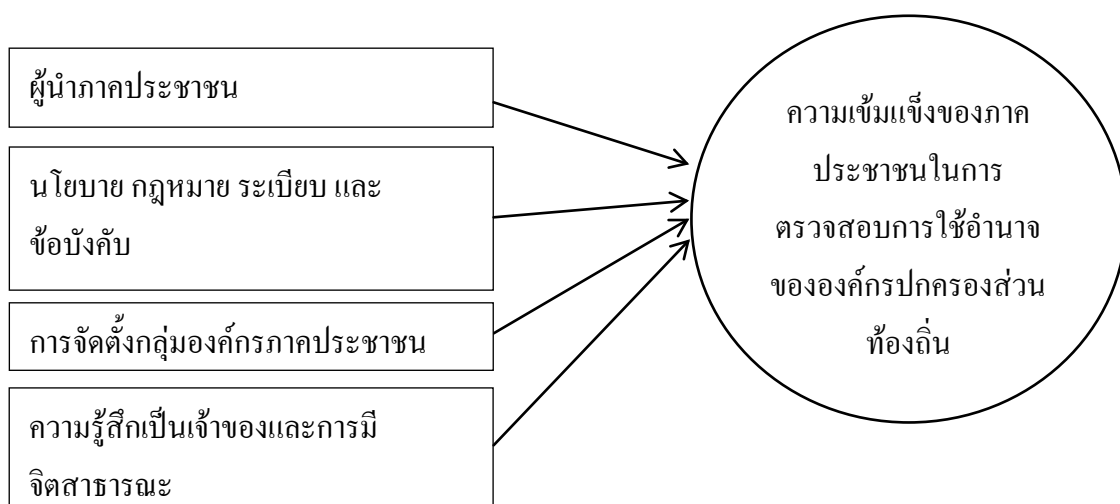 ผู้นำภาคประชาชน
นโยบาย กฎหมาย ระเบียบ และ
ข้อบังคับ
การจัดตั้งกลุ่มองค์กรภาคประชาชน
ความรู้สึกเป็นเจ้าของและการมี
จิตสาธารณะ
ความเข้มแข็งของภาค
ประชาชนในการ
ตรวจสอบการใช้อำนาจ
ขององค์กรปกครองส่วน
ท้องถิ่น